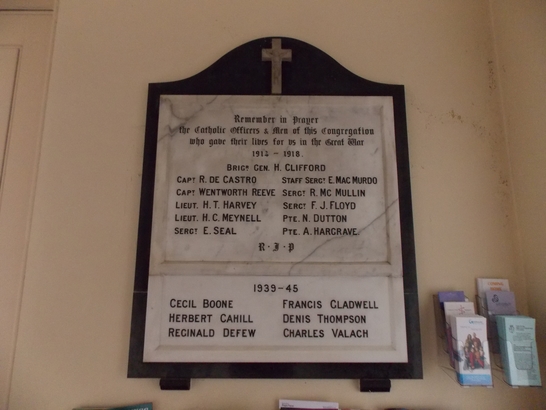 Remember in Prayer
the Catholic Officers & Men of this Congregation
who gave their lives for us in the Great War
1914 - 1918.
BRIGR GEN. H. CLIFFORD
CAPT R. DE CASTRO STAFF SERGT E. MAC MURDO
CAPT WENTWORTH REEVE SERGT R. MC MULLIN
LIEUT. H. T. HARVEY SERGT F. J. FLOYD
LIEUT. H. C. MEYNELL PTE. N. DUTTON
SERGT E. SEAL PTE. A. HARGRAVE.
R·I·P
1939-45
CECIL BOONE FRANCIS GLADWELL
HERBERT CAHILL DENIS THOMPSON
REGINALD DEFEW CHARLES VALACH